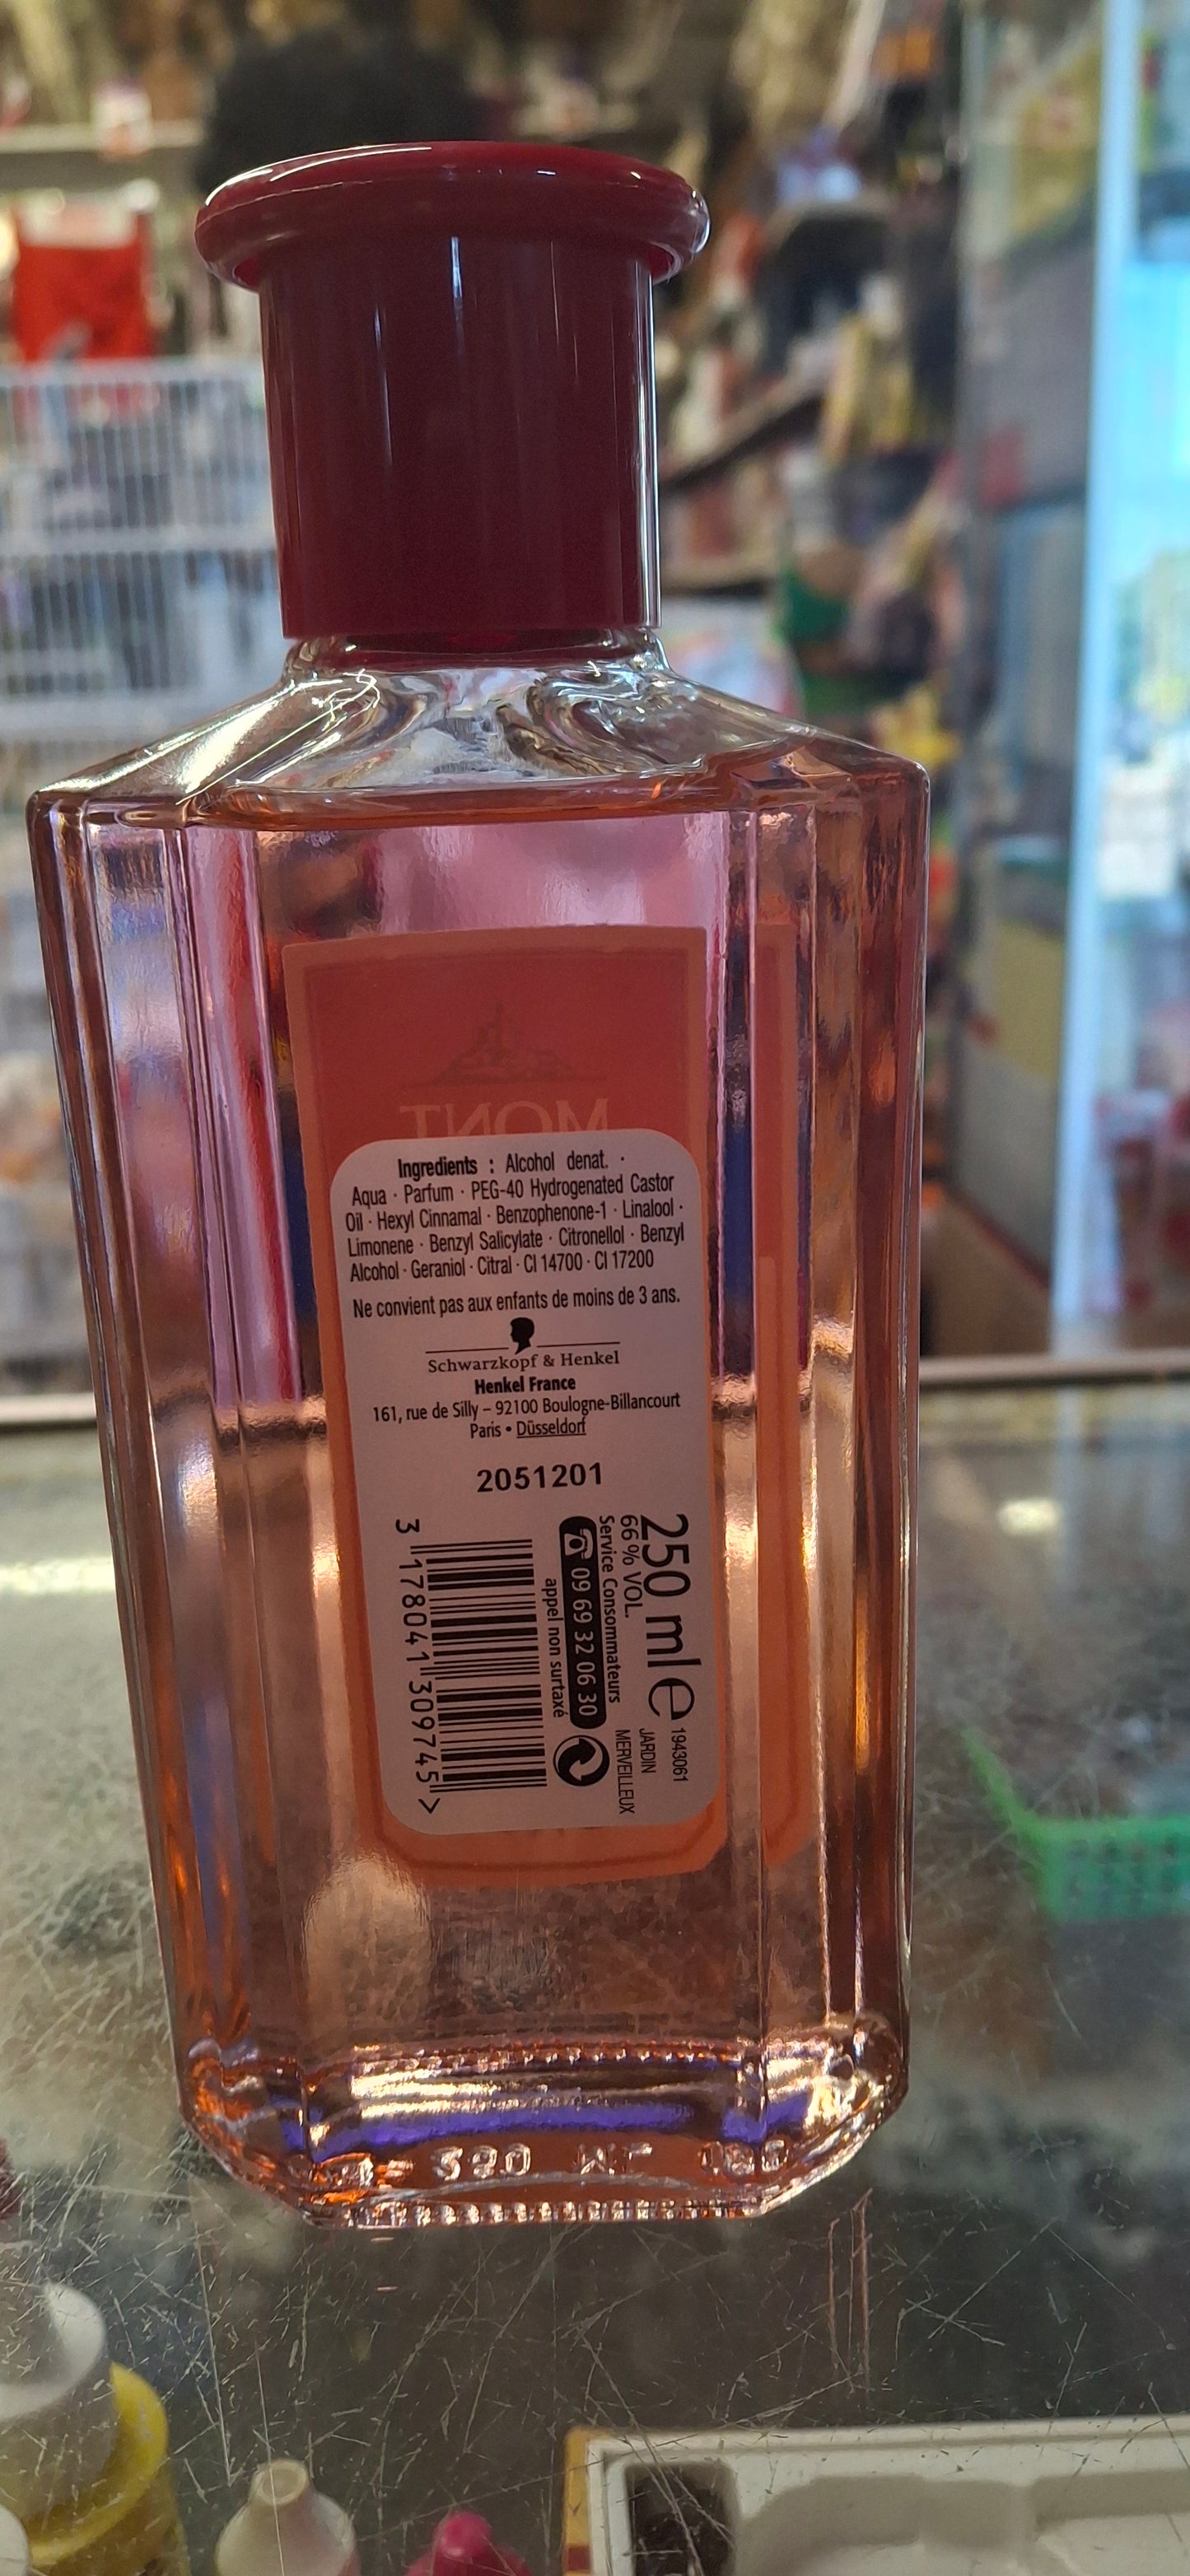 MONT
Ingredients : Alcohol denat. ·
Aqua · Parfum · PEG-40 Hydrogenated Castor
Oil · Hexyl Cinnamal · Benzophenone-1 · Linalool ·
Limonene · Benzyl Salicylate · Citronellol · Benzyl
Alcohol · Geraniol · Citral · CI 14700 · CI 17200
Ne convient pas aux enfants de moins de 3 ans.
Schwarzkopf & Henkel
Henkel France
161, rue de Silly – 92100 Boulogne-Billancourt
Paris • Düsseldorf
2051201
250 ml e
66% VOL.
Service Consommateurs
09 69 32 06 30
appel non surtaxé
1943061
JARDIN
MERVEILLEUX
3 178041 309745 >